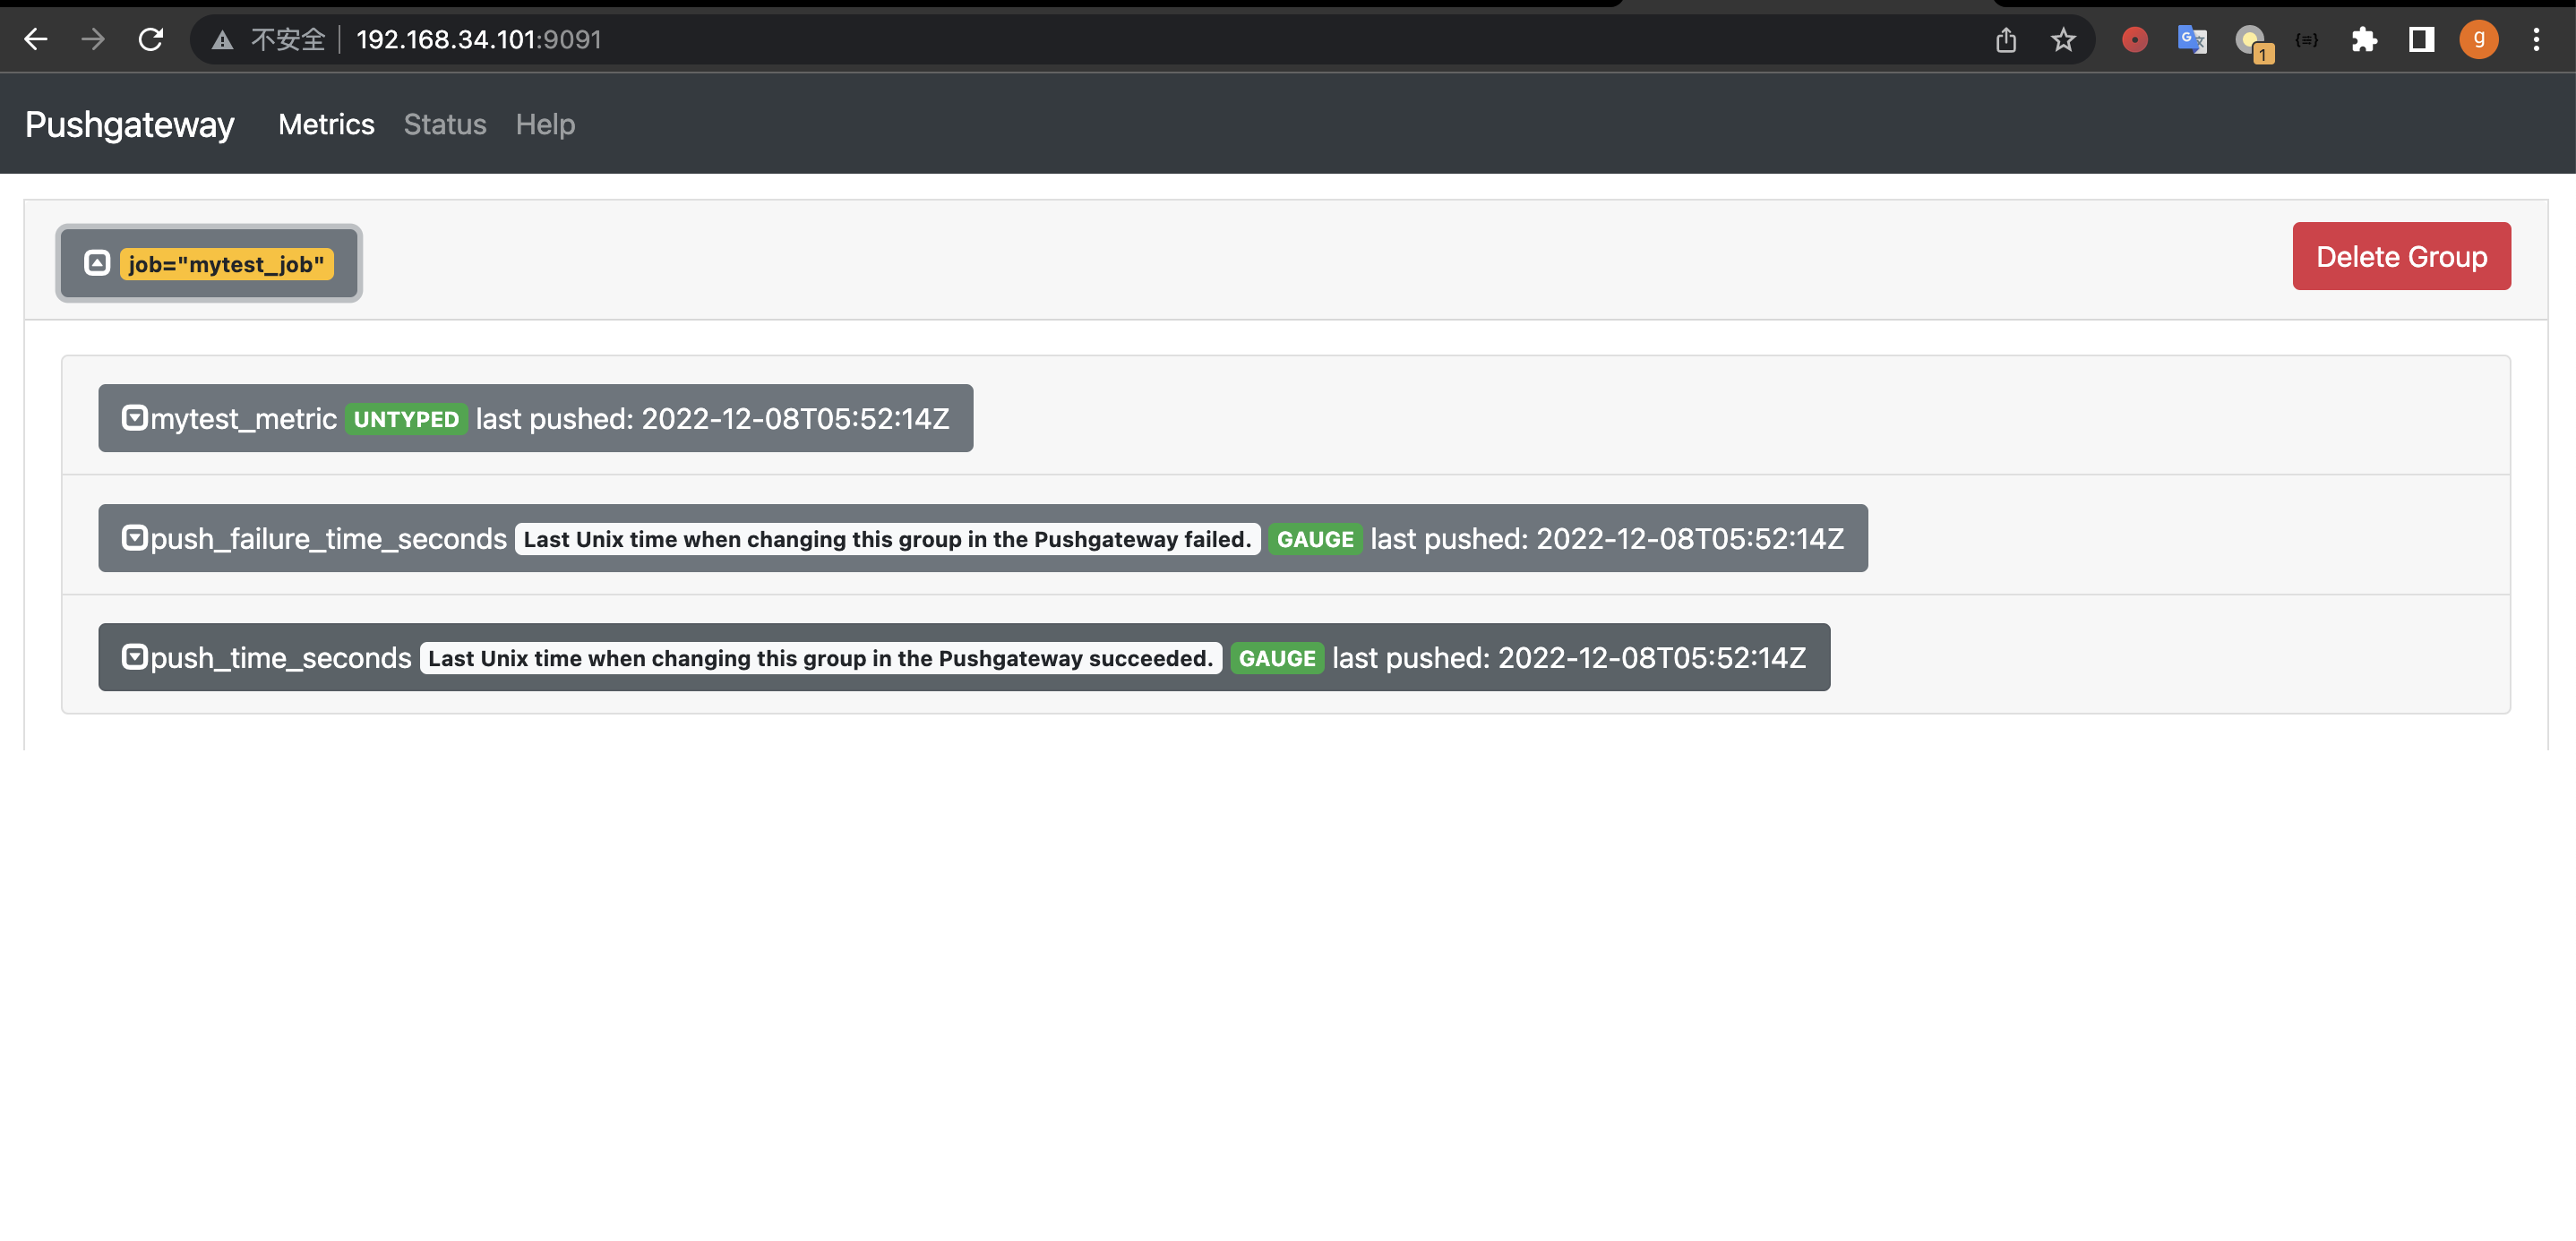 不安全 192.168.34.101:9091
1
g
Pushgateway Metrics Status Help
job="mytest_job"
Delete Group
mytest_metric UNTYPED last pushed: 2022-12-08T05:52:14Z
push_failure_time_seconds Last Unix time when changing this group in the Pushgateway failed. GAUGE last pushed: 2022-12-08T05:52:14Z
push_time_seconds Last Unix time when changing this group in the Pushgateway succeeded. GAUGE last pushed: 2022-12-08T05:52:14Z